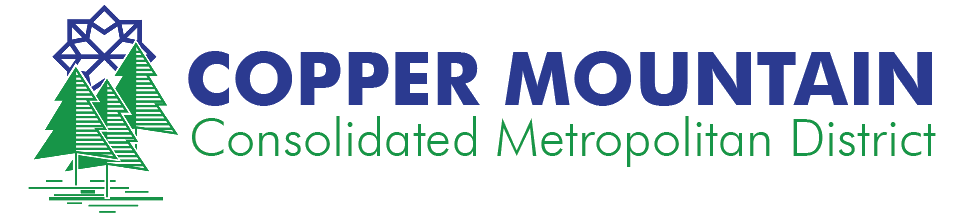 COPPER MOUNTAIN
Consolidated Metropolitan District